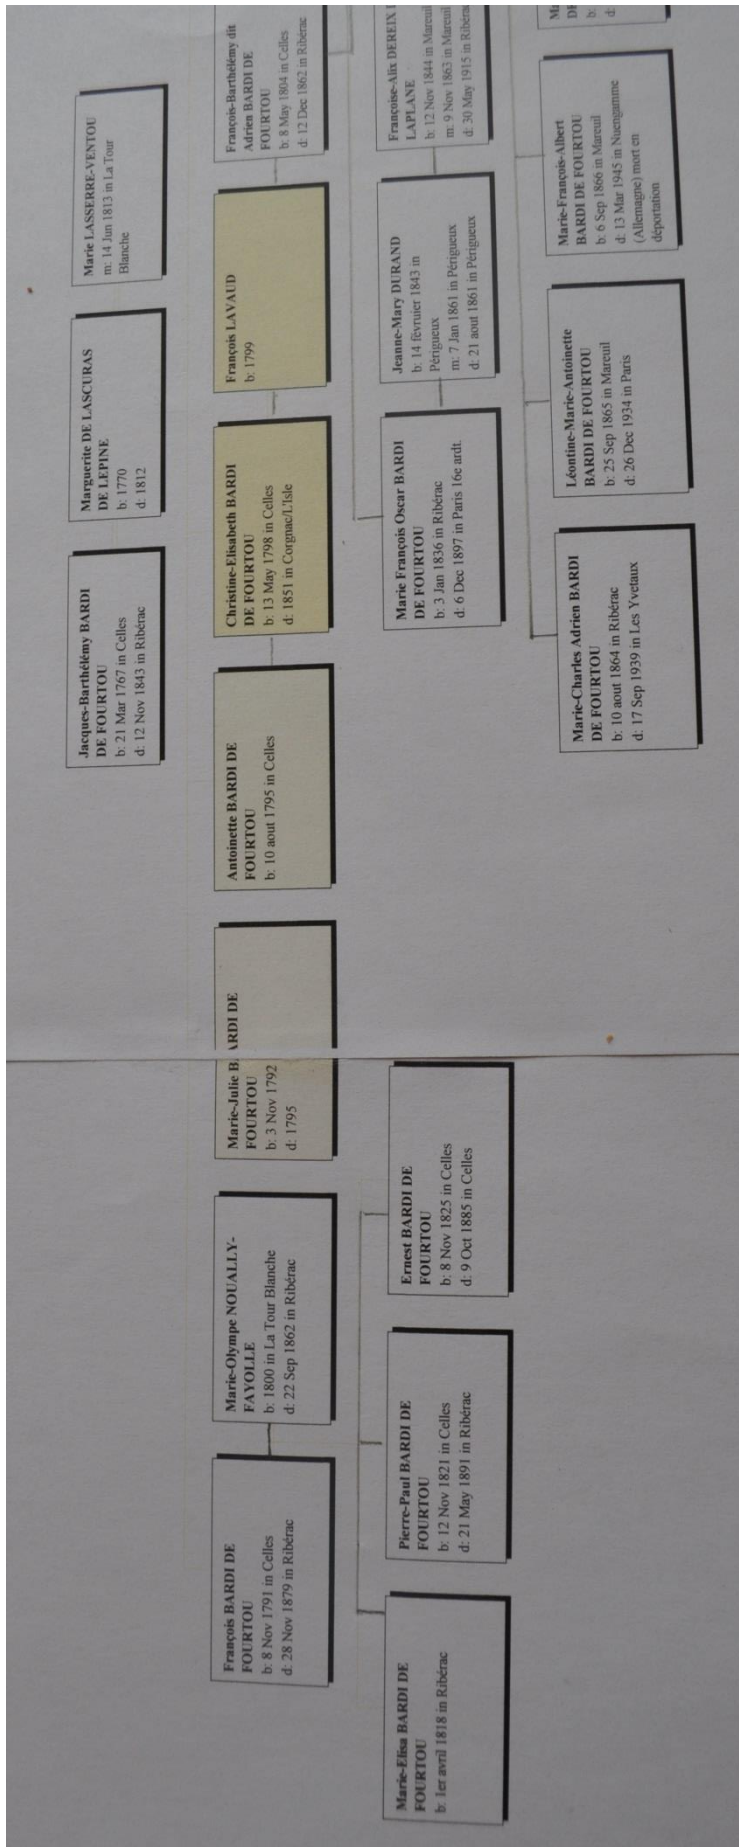 Jacques-Barthélémy BARDI
DE FOURTOU
b: 21 Mar 1767 in Celles
d: 12 Nov 1843 in Ribérac
Marguerite DE LASCURAS
DE LEPINE
b: 1770
d: 1812
Marie LASSERRE-VENTOU
m: 14 Jun 1813 in La Tour
Blanche
François BARDI DE
FOURTOU
b: 8 Nov 1791 in Celles
d: 28 Nov 1879 in Ribérac
Marie-Olympe NOUALLY-
FAYOLLE
b: 1800 in La Tour Blanche
d: 22 Sep 1862 in Ribérac
Marie-Julie BARDI DE
FOURTOU
b: 3 Nov 1792
d: 1795
Antoinette BARDI DE
FOURTOU
b: 10 aout 1795 in Celles
Christine-Elisabeth BARDI
DE FOURTOU
b: 13 May 1798 in Celles
d: 1851 in Corgnac/L'Isle
François LAVAUD
b: 1799
François-Barthélémy dit
Adrien BARDI DE
FOURTOU
b: 8 May 1804 in Celles
d: 12 Dec 1862 in Ribérac
Marie-Elisa BARDI DE
FOURTOU
b: 1er avril 1818 in Ribérac
Pierre-Paul BARDI DE
FOURTOU
b: 12 Nov 1821 in Celles
d: 21 May 1891 in Ribérac
Ernest BARDI DE
FOURTOU
b: 8 Nov 1825 in Celles
d: 9 Oct 1885 in Celles
Marie François Oscar BARDI
DE FOURTOU
b: 3 Jan 1836 in Ribérac
d: 6 Dec 1897 in Paris 16e ardt.
Jeanne-Mary DURAND
b: 14 févruier 1843 in
Périgueux
m: 7 Jan 1861 in Périgueux
d: 21 aout 1861 in Périgueux
Françoise-Alix DEREIX
LAPLANE
b: 12 Nov 1844 in Mareuil
m: 9 Nov 1863 in Mareuil
d: 30 May 1915 in Ribéra
Marie-Charles Adrien BARDI
DE FOURTOU
b: 10 aout 1864 in Ribérac
d: 17 Sep 1939 in Les Yvetaux
Léontine-Marie-Antoinette
BARDI DE FOURTOU
b: 25 Sep 1865 in Mareuil
d: 26 Dec 1934 in Paris
Marie-François-Albert
BARDI DE FOURTOU
b: 6 Sep 1866 in Mareuil
d: 13 Mar 1945 in Nuengamme
(Allemagne) mort en
déportation
b:
d: